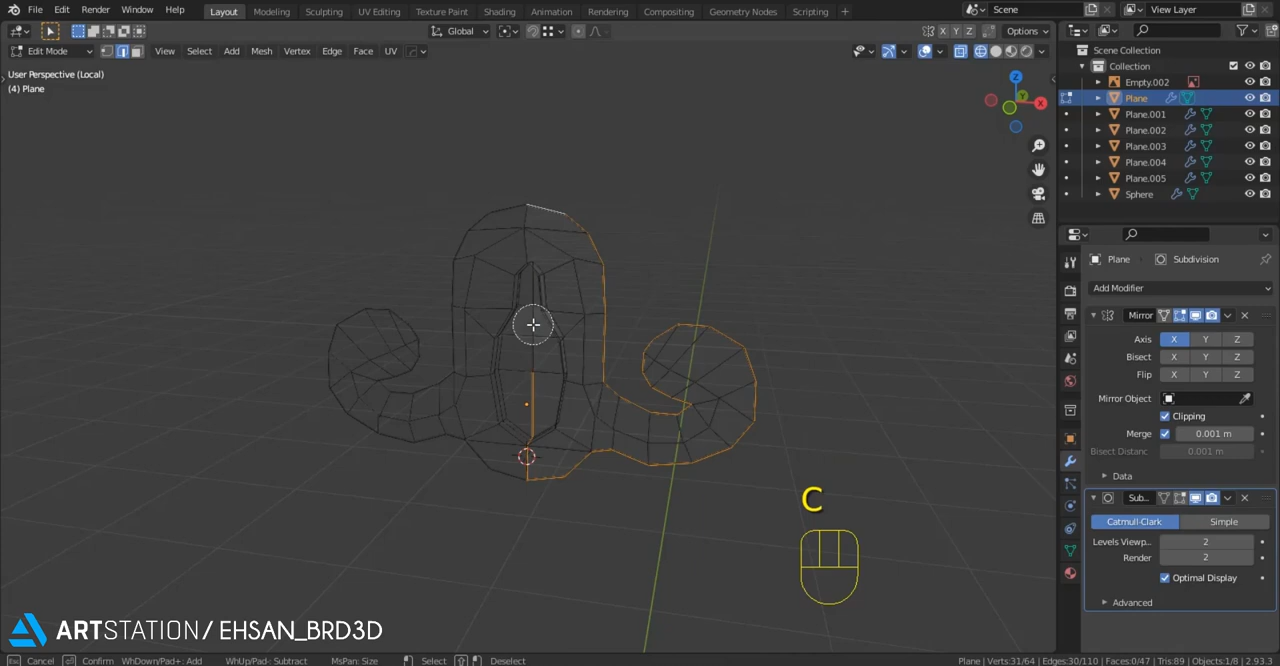 File Edit Render Window Help Layout Modeling Sculpting UV Editing Texture Paint Shading Animation Rendering Compositing Geometry Nodes Scripting + Scene View Layer
Global Options X Y Z
Edit Mode View Select Add Mesh Vertex Edge Face UV
User Perspective (Local)
(4) Plane
Z
Y
X
Scene Collection
Collection
Empty.002
Plane
Plane.001
Plane.002
Plane.003
Plane.004
Plane.005
Sphere
Plane Subdivision
Add Modifier
Mirror
Axis X Y Z
Bisect X Y Z
Flip X Y Z
Mirror Object
Clipping
Merge 0.001 m
Bisect Distanc 0.001 m
Data
Sub...
Catmull-Clark Simple
Levels Viewp... 2
Render 2
Optimal Display
Advanced
C
ARTSTATION/EHSAN_BRD3D
Esc Cancel Confirm WhDown/Pad+: Add WhUp/Pad-: Subtract MsPan: Size Select Deselect Plane | Verts:31/64 | Edges:30/110 | Faces:0/47 | Tris:89 | Objects:1/8 | 2.93.3